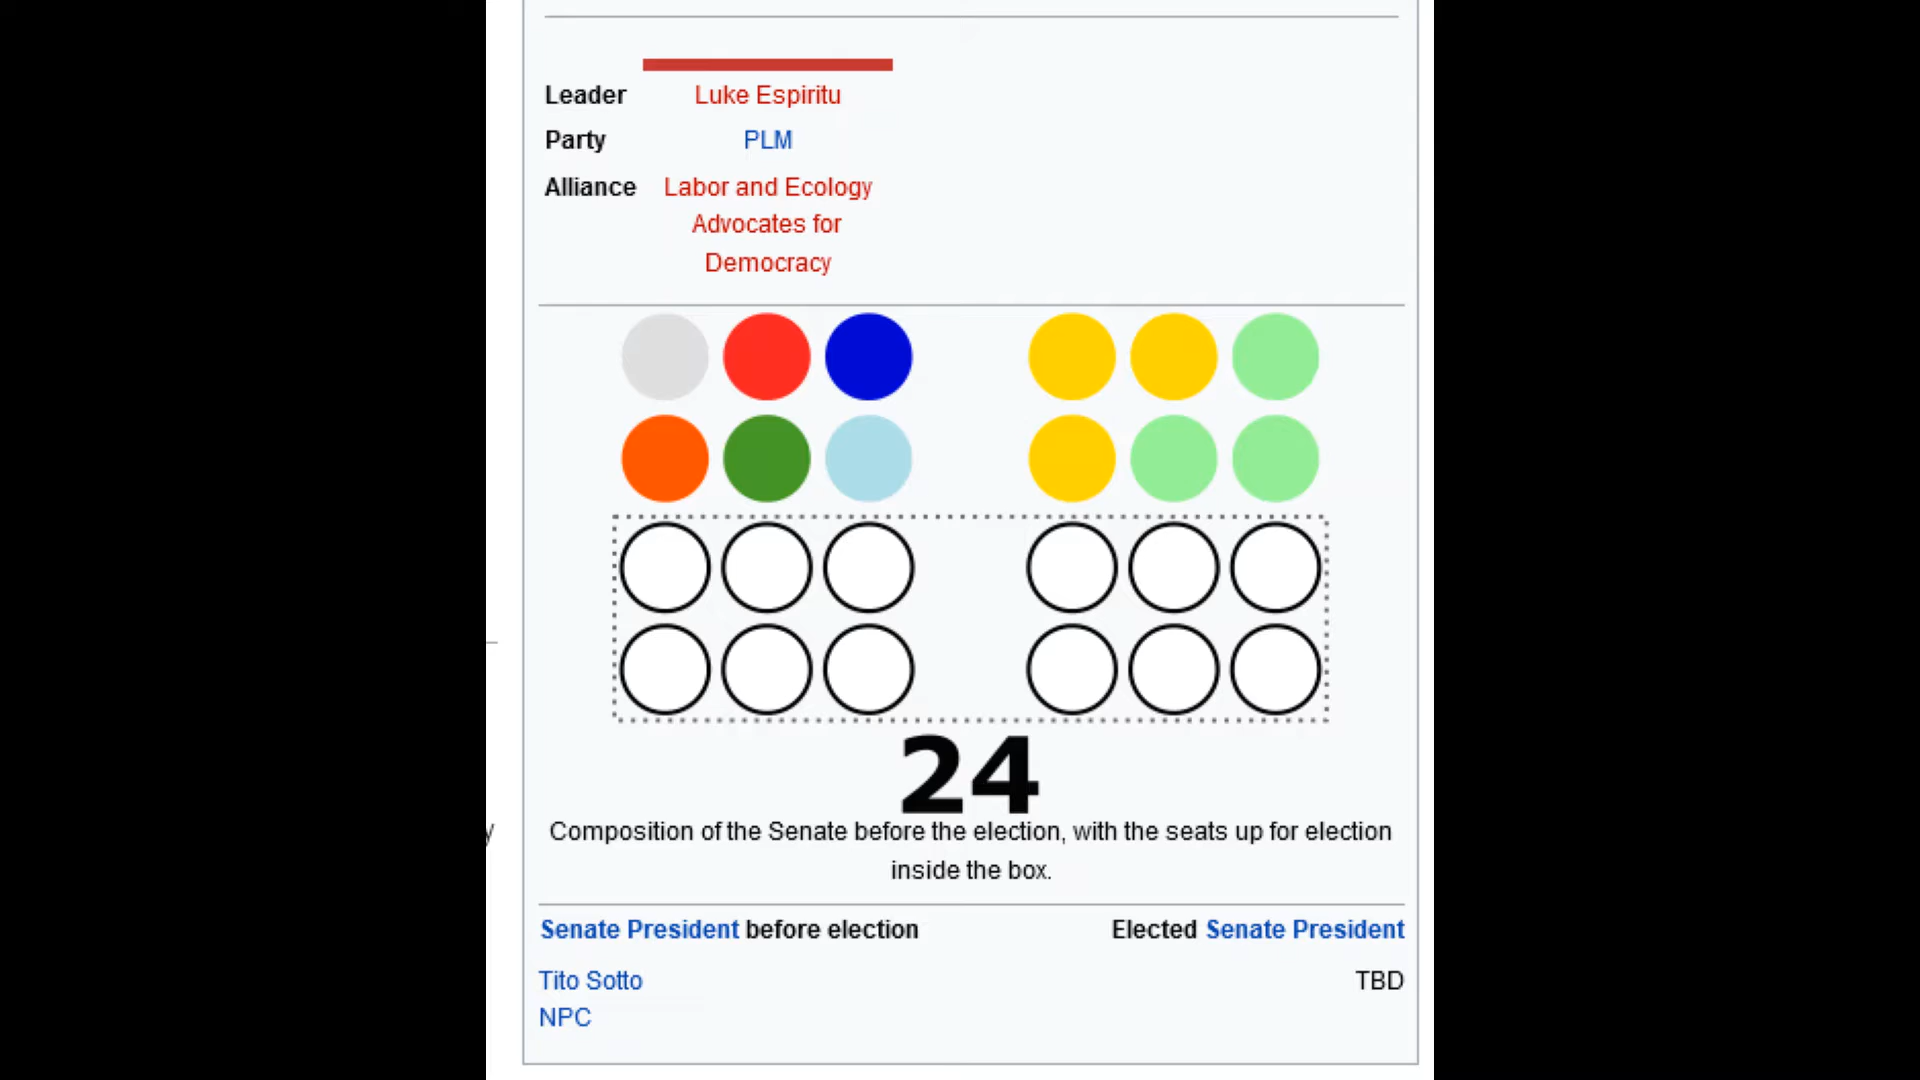 Leader Luke Espiritu
Party PLM
Alliance Labor and Ecology
Advocates for
Democracy
24
Composition of the Senate before the election, with the seats up for election
inside the box.
Senate President before election Elected Senate President
Tito Sotto TBD
NPC